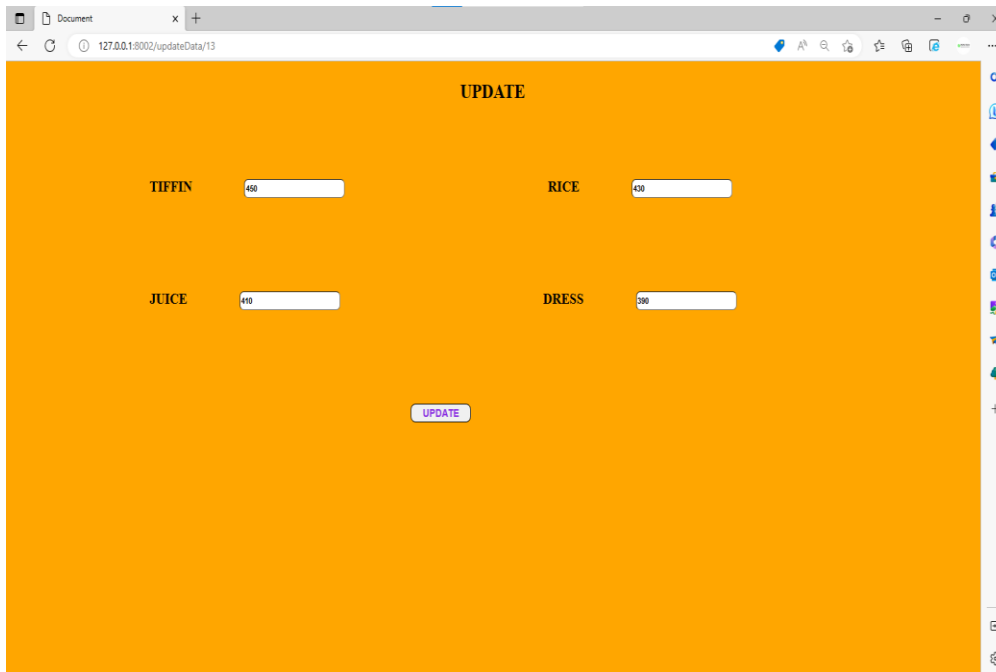 Document
127.0.0.1:8002/updateData/13
UPDATE
TIFFIN 450 RICE 430
JUICE 410 DRESS 390
UPDATE